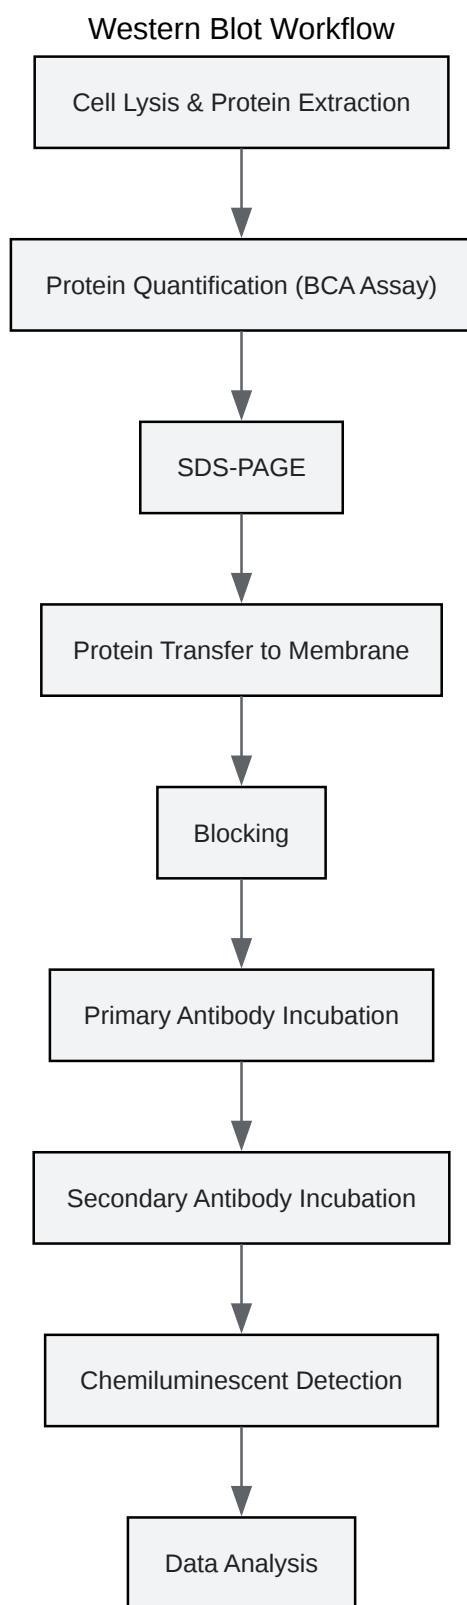 Western Blot Workflow
Cell Lysis & Protein Extraction
Protein Quantification (BCA Assay)
SDS-PAGE
Protein Transfer to Membrane
Blocking
Primary Antibody Incubation
Secondary Antibody Incubation
Chemiluminescent Detection
Data Analysis